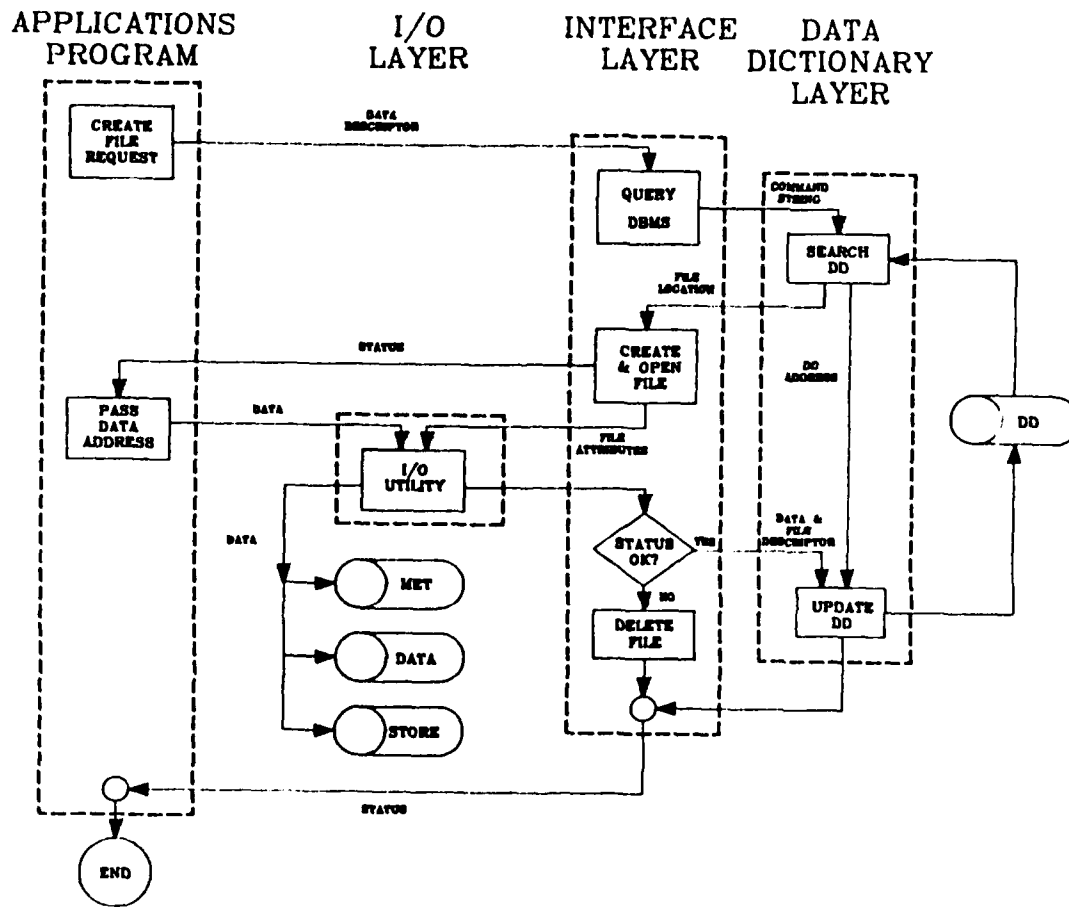 APPLICATIONS
PROGRAM
I/O
LAYER
INTERFACE
LAYER
DATA
DICTIONARY
LAYER
CREATE
FILE
REQUEST
DATA
DESCRIPTOR
QUERY
DBMS
COMMAND
STRING
SEARCH
DD
FILE
LOCATION
STATUS
CREATE
& OPEN
FILE
DD
ADDRESS
PASS
DATA
ADDRESS
DATA
FILE
ATTRIBUTES
DD
I/O
UTILITY
DATA
STATUS
OK?
YES
DATA &
FILE
DESCRIPTOR
MET
NO
DELETE
FILE
UPDATE
DD
DATA
STORE
STATUS
END